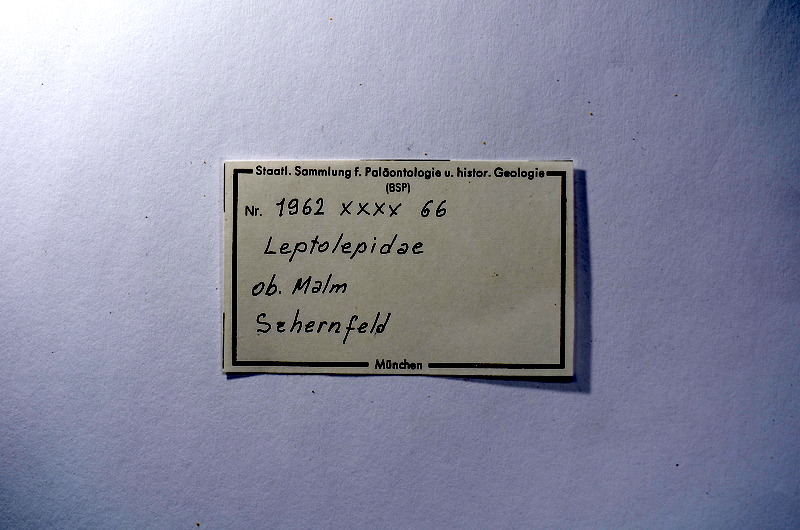 Staatl. Sammlung f. Paläontologie u. histor. Geologie
(BSP)
Nr. 1962 xxxx 66
Leptolepidae
ob. Malm
Schernfeld
München